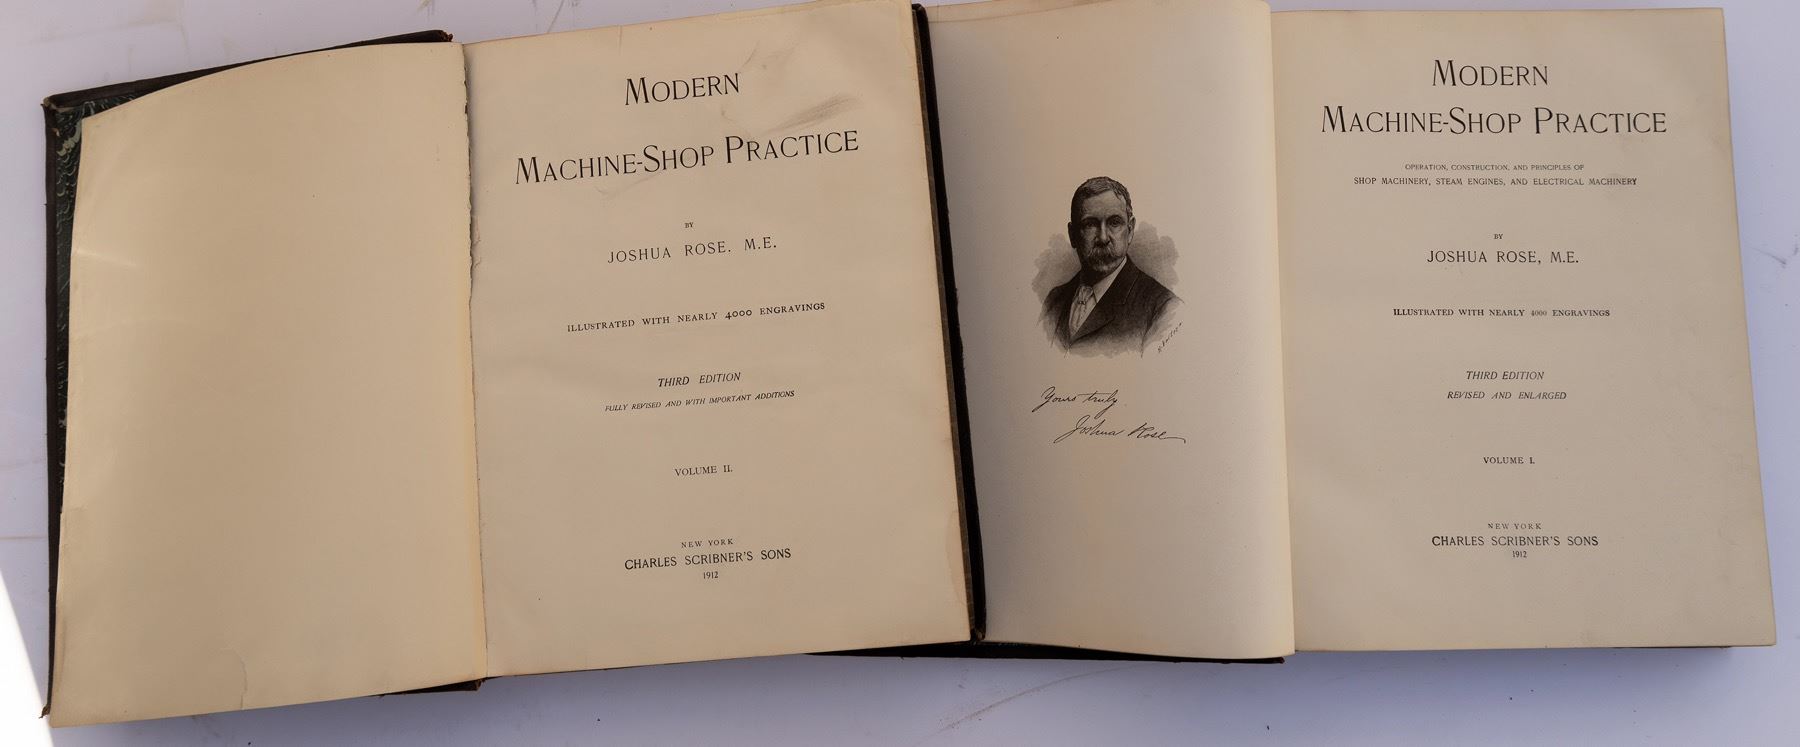 MODERN
MACHINE-SHOP PRACTICE
BY
JOSHUA ROSE. M.E.
ILLUSTRATED WITH NEARLY 4000 ENGRAVINGS
THIRD EDITION
FULLY REVISED AND WITH IMPORTANT ADDITIONS
VOLUME II.
NEW YORK
CHARLES SCRIBNER'S SONS
1912
Yours truly
Joshua Rose
MODERN
MACHINE-SHOP PRACTICE
OPERATION, CONSTRUCTION, AND PRINCIPLES OF
SHOP MACHINERY, STEAM ENGINES, AND ELECTRICAL MACHINERY
BY
JOSHUA ROSE, M.E.
ILLUSTRATED WITH NEARLY 4000 ENGRAVINGS
THIRD EDITION
REVISED AND ENLARGED
VOLUME I.
NEW YORK
CHARLES SCRIBNER'S SONS
1912